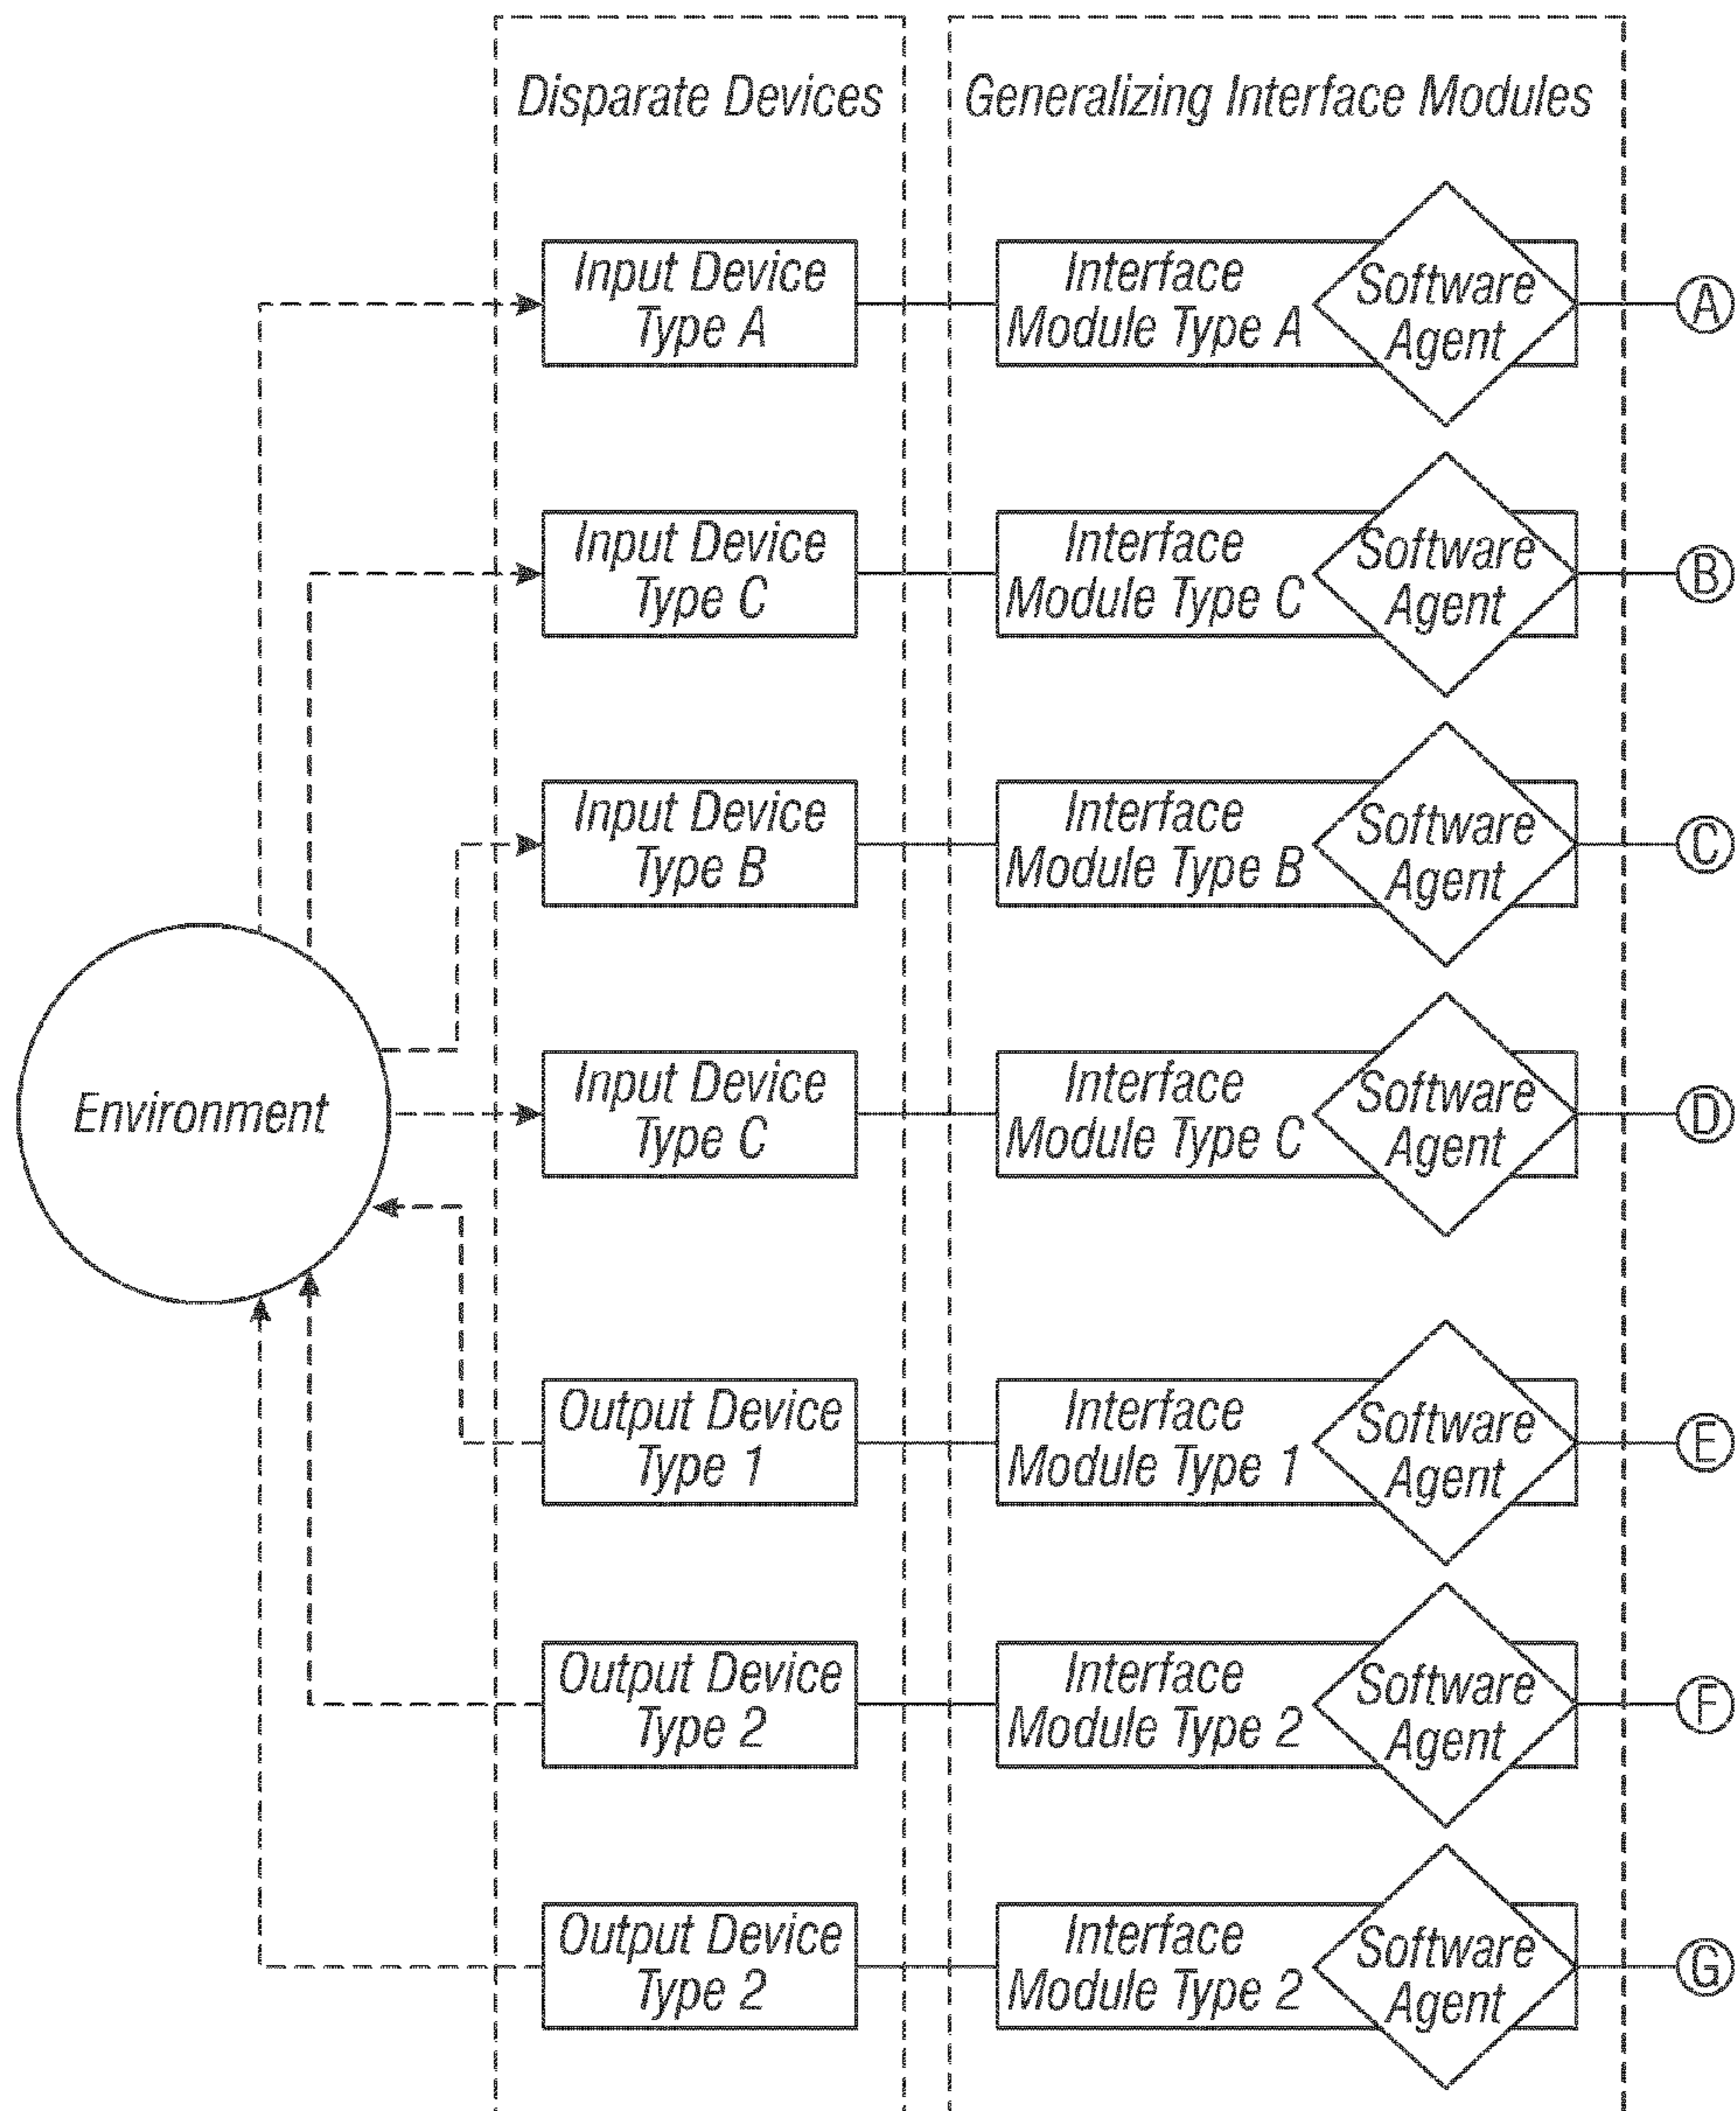 Disparate Devices
Generalizing Interface Modules
Input Device
Type A
Interface
Module Type A
Software
Agent
A
Input Device
Type C
Interface
Module Type C
Software
Agent
B
Input Device
Type B
Interface
Module Type B
Software
Agent
C
Environment
Input Device
Type C
Interface
Module Type C
Software
Agent
D
Output Device
Type 1
Interface
Module Type 1
Software
Agent
E
Output Device
Type 2
Interface
Module Type 2
Software
Agent
F
Output Device
Type 2
Interface
Module Type 2
Software
Agent
G